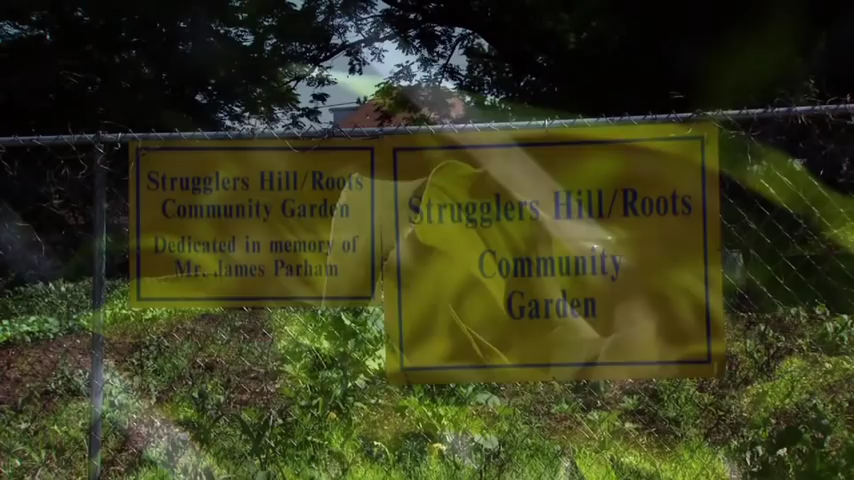 Strugglers Hill/Roots
Community Garden
Dedicated in memory of
Mr. James Parham
Strugglers Hill/Roots
Community
Garden